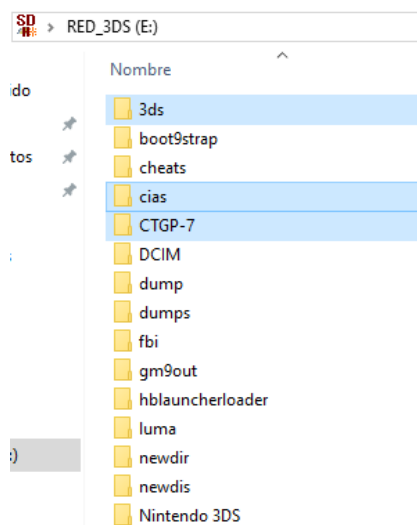 SD
RED_3DS (E:)
Nombre
ido
tos
:)
3ds
boot9strap
cheats
cias
CTGP-7
DCIM
dump
dumps
fbi
gm9out
hblauncherloader
luma
newdir
newdis
Nintendo 3DS